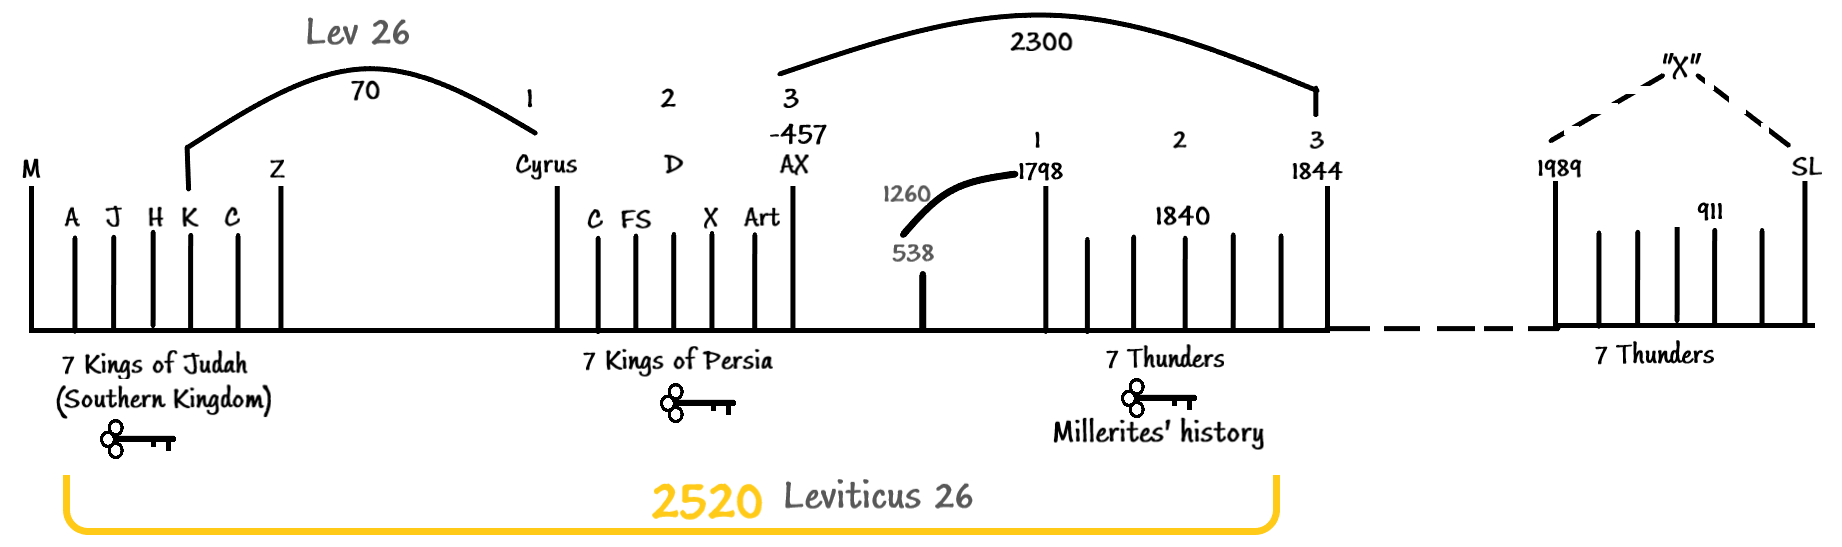 Lev 26
70
2300
"X"
1 2 3
-457
1 2 3
M Z Cyrus D AX 1798 1844 1989 SL
1260
A J H K C C FS X Art 1840 911
538
7 Kings of Judah
(Southern Kingdom)
7 Kings of Persia
7 Thunders
Millerites' history
7 Thunders
2520 Leviticus 26